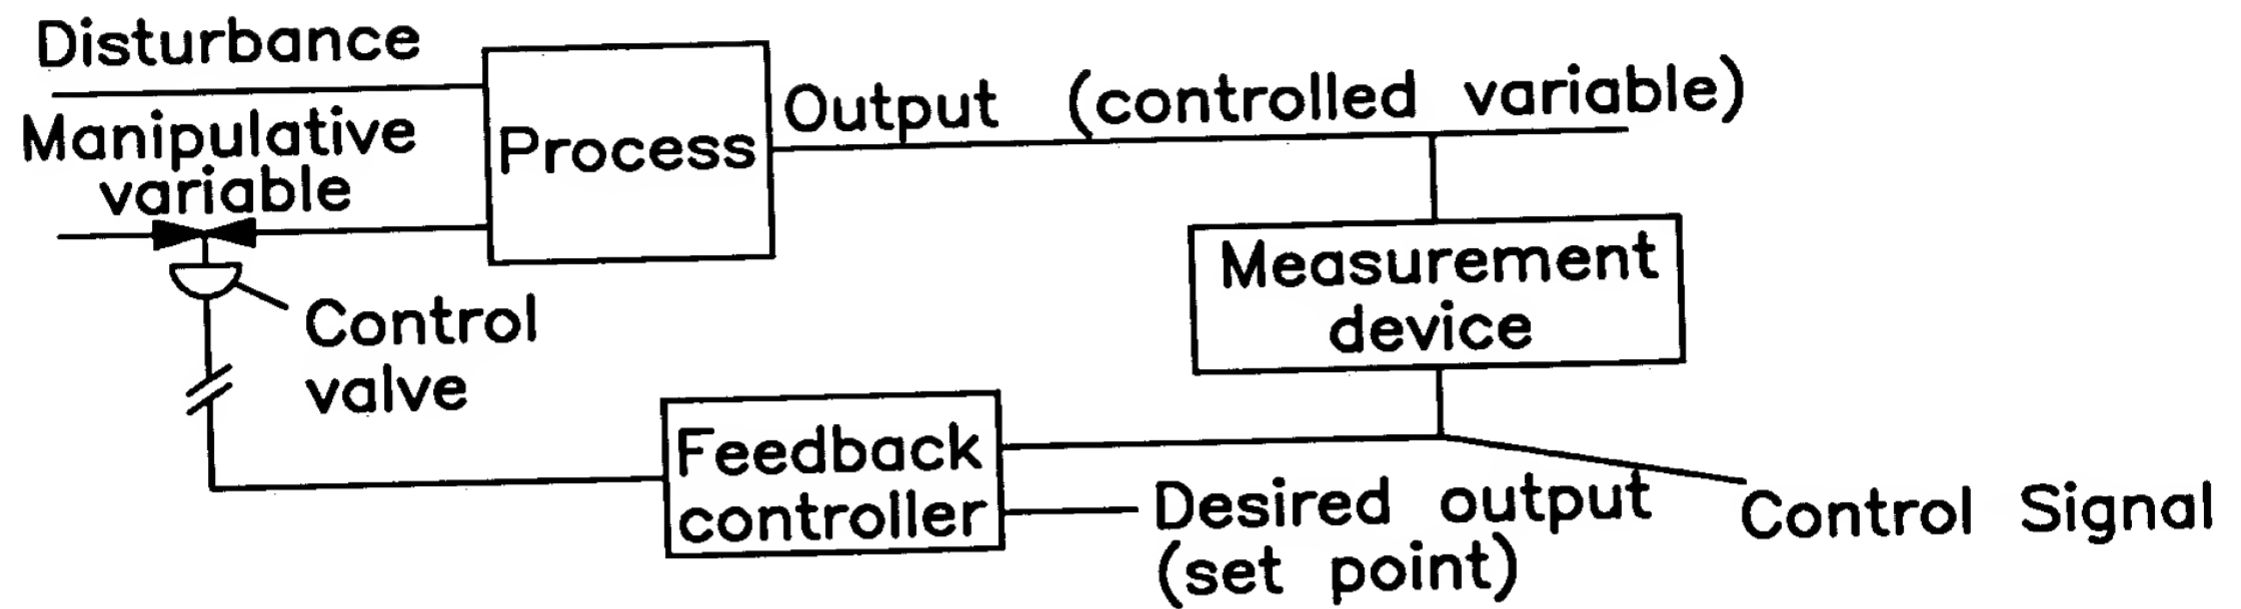 Disturbance
Manipulative
variable
Process
Output (controlled variable)
Measurement
device
Control
valve
Feedback
controller
Desired output
(set point)
Control Signal